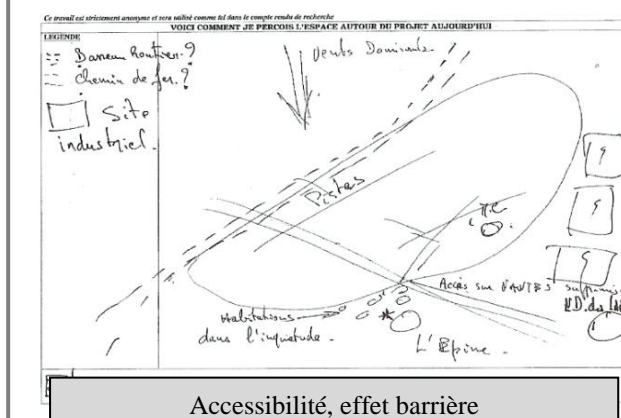 Ce travail est strictement anonyme et sera utilisé comme tel dans le compte rendu de recherche
VOICI COMMENT JE PERCOIS L'ESPACE AUTOUR DU PROJET AUJOURD'HUI
LEGENDE
Barreau Routier ?
Chemin de fer ?
Site
industriel.
Vents Dominants.
Pistes
Accès sur NANTES supprimé
Habitations
dans l'inquiétude.
L'Epine.
Accessibilité, effet barrière